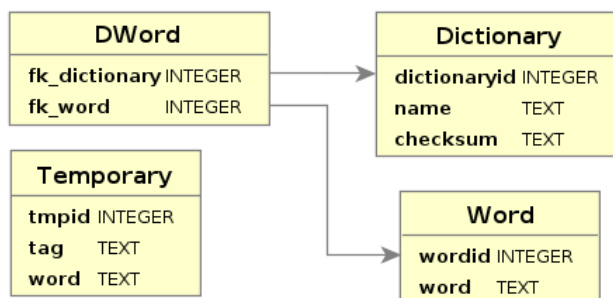 DWord
fk_dictionary INTEGER
fk_word INTEGER
Dictionary
dictionaryid INTEGER
name TEXT
checksum TEXT
Temporary
tmpid INTEGER
tag TEXT
word TEXT
Word
wordid INTEGER
word TEXT